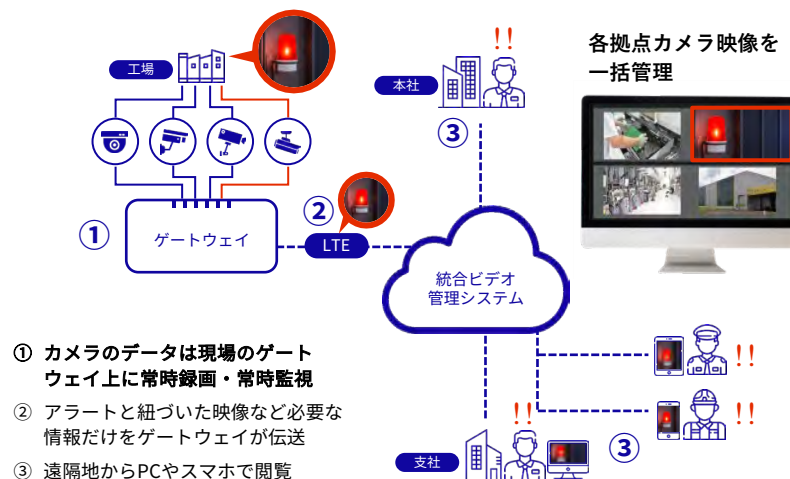 工場
本社
!!
各拠点カメラ映像を
一括管理
③
②
①
ゲートウェイ
LTE
統合ビデオ
管理システム
① カメラのデータは現場のゲート
ウェイ上に常時録画・常時監視
② アラートと紐づいた映像など必要な
情報だけをゲートウェイが伝送
③ 遠隔地からPCやスマホで閲覧
!!
!!
!!
支社
③